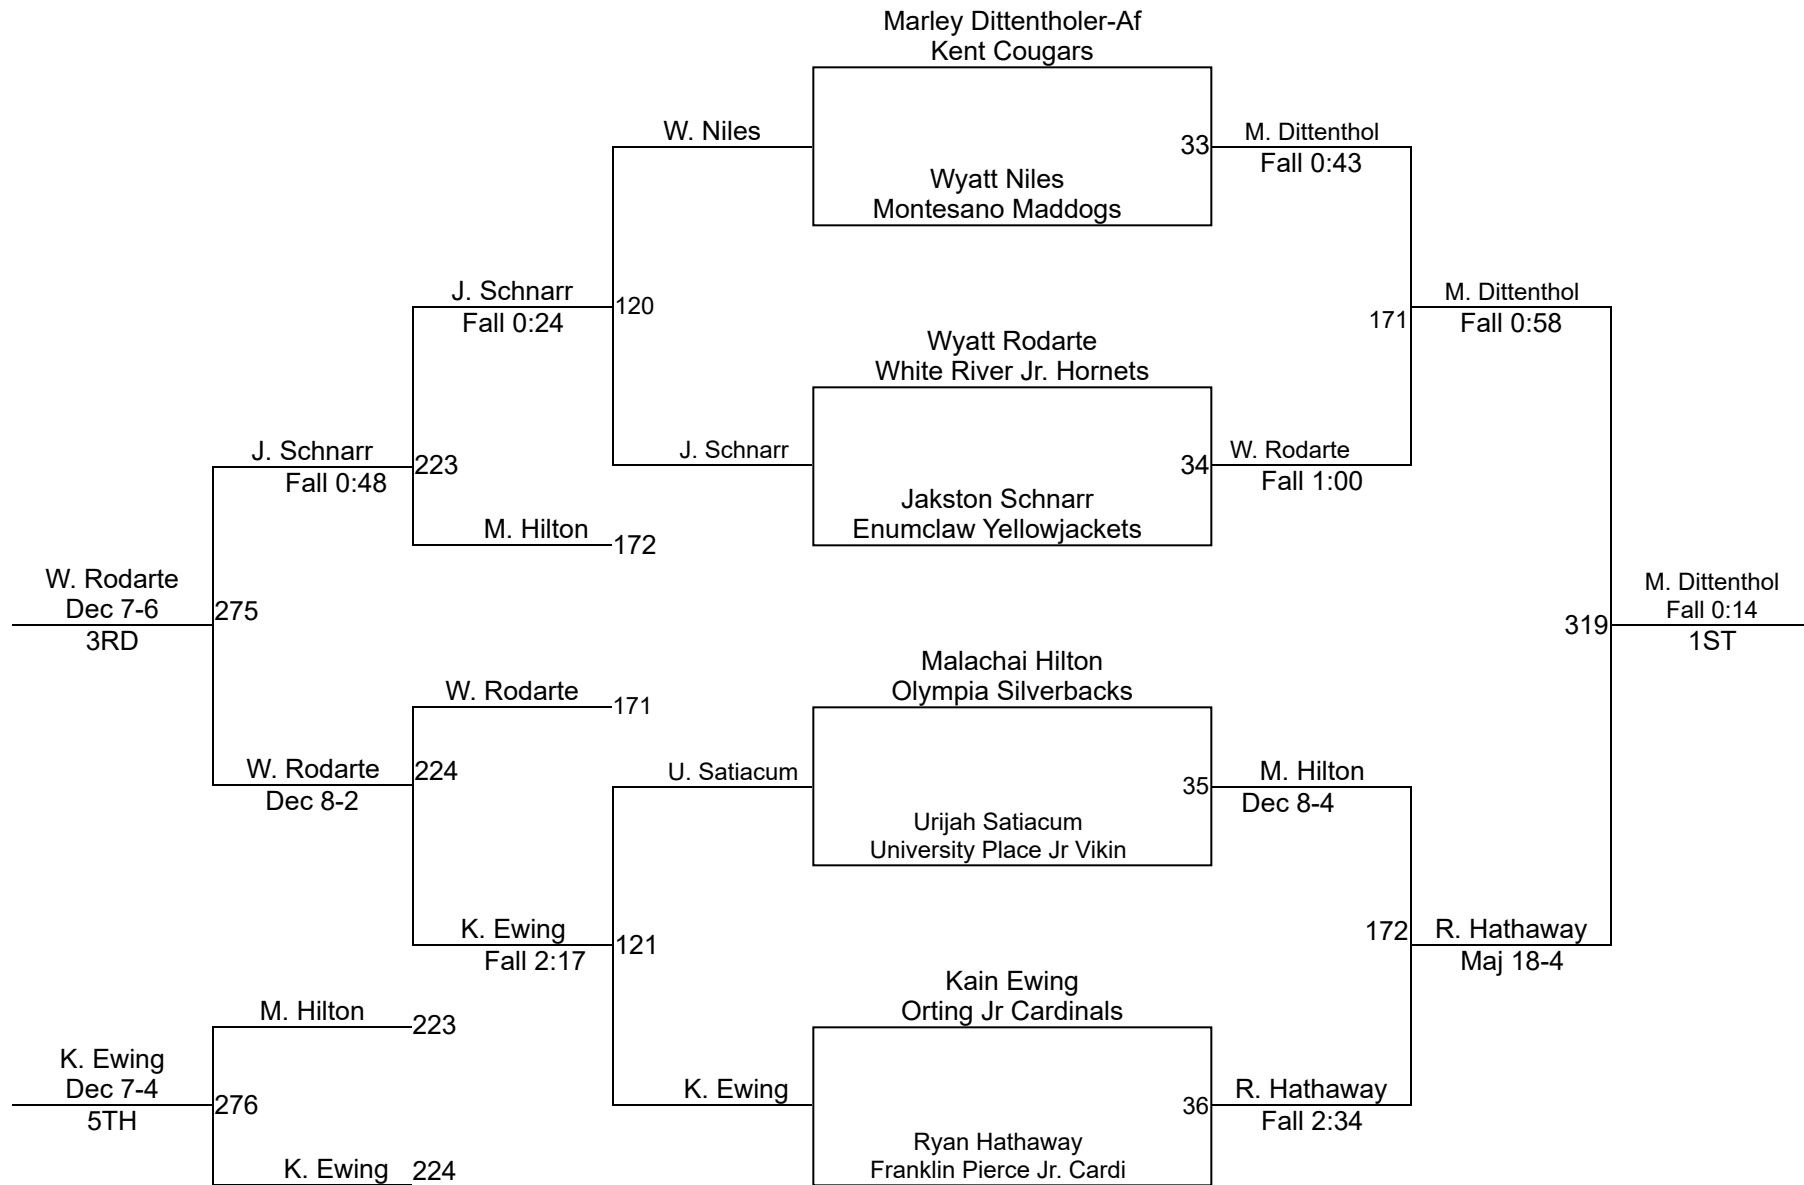 Marley Dittentholer-Af
Kent Cougars
W. Niles
33
M. Dittenthol
Fall 0:43
Wyatt Niles
Montesano Maddogs
J. Schnarr
Fall 0:24
120
M. Dittenthol
Fall 0:58
171
Wyatt Rodarte
White River Jr. Hornets
J. Schnarr
Fall 0:48
223
J. Schnarr
34
W. Rodarte
Fall 1:00
Jakston Schnarr
Enumclaw Yellowjackets
M. Hilton
172
W. Rodarte
Dec 7-6
3RD
275
M. Dittenthol
Fall 0:14
1ST
319
Malachai Hilton
Olympia Silverbacks
W. Rodarte
171
W. Rodarte
Dec 8-2
224
U. Satiacum
35
M. Hilton
Dec 8-4
Urijah Satiacum
University Place Jr Vikin
K. Ewing
Fall 2:17
121
172
R. Hathaway
Maj 18-4
Kain Ewing
Orting Jr Cardinals
M. Hilton
223
K. Ewing
Dec 7-4
5TH
276
K. Ewing
36
R. Hathaway
Fall 2:34
Ryan Hathaway
Franklin Pierce Jr. Cardi
K. Ewing
224